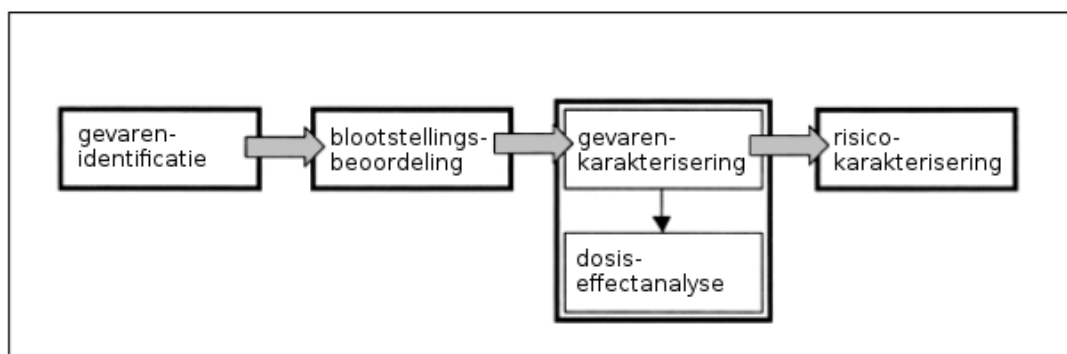 gevaren-
identificatie
blootstellings-
beoordeling
gevaren-
karakterisering
risico-
karakterisering
dosis-
effectanalyse